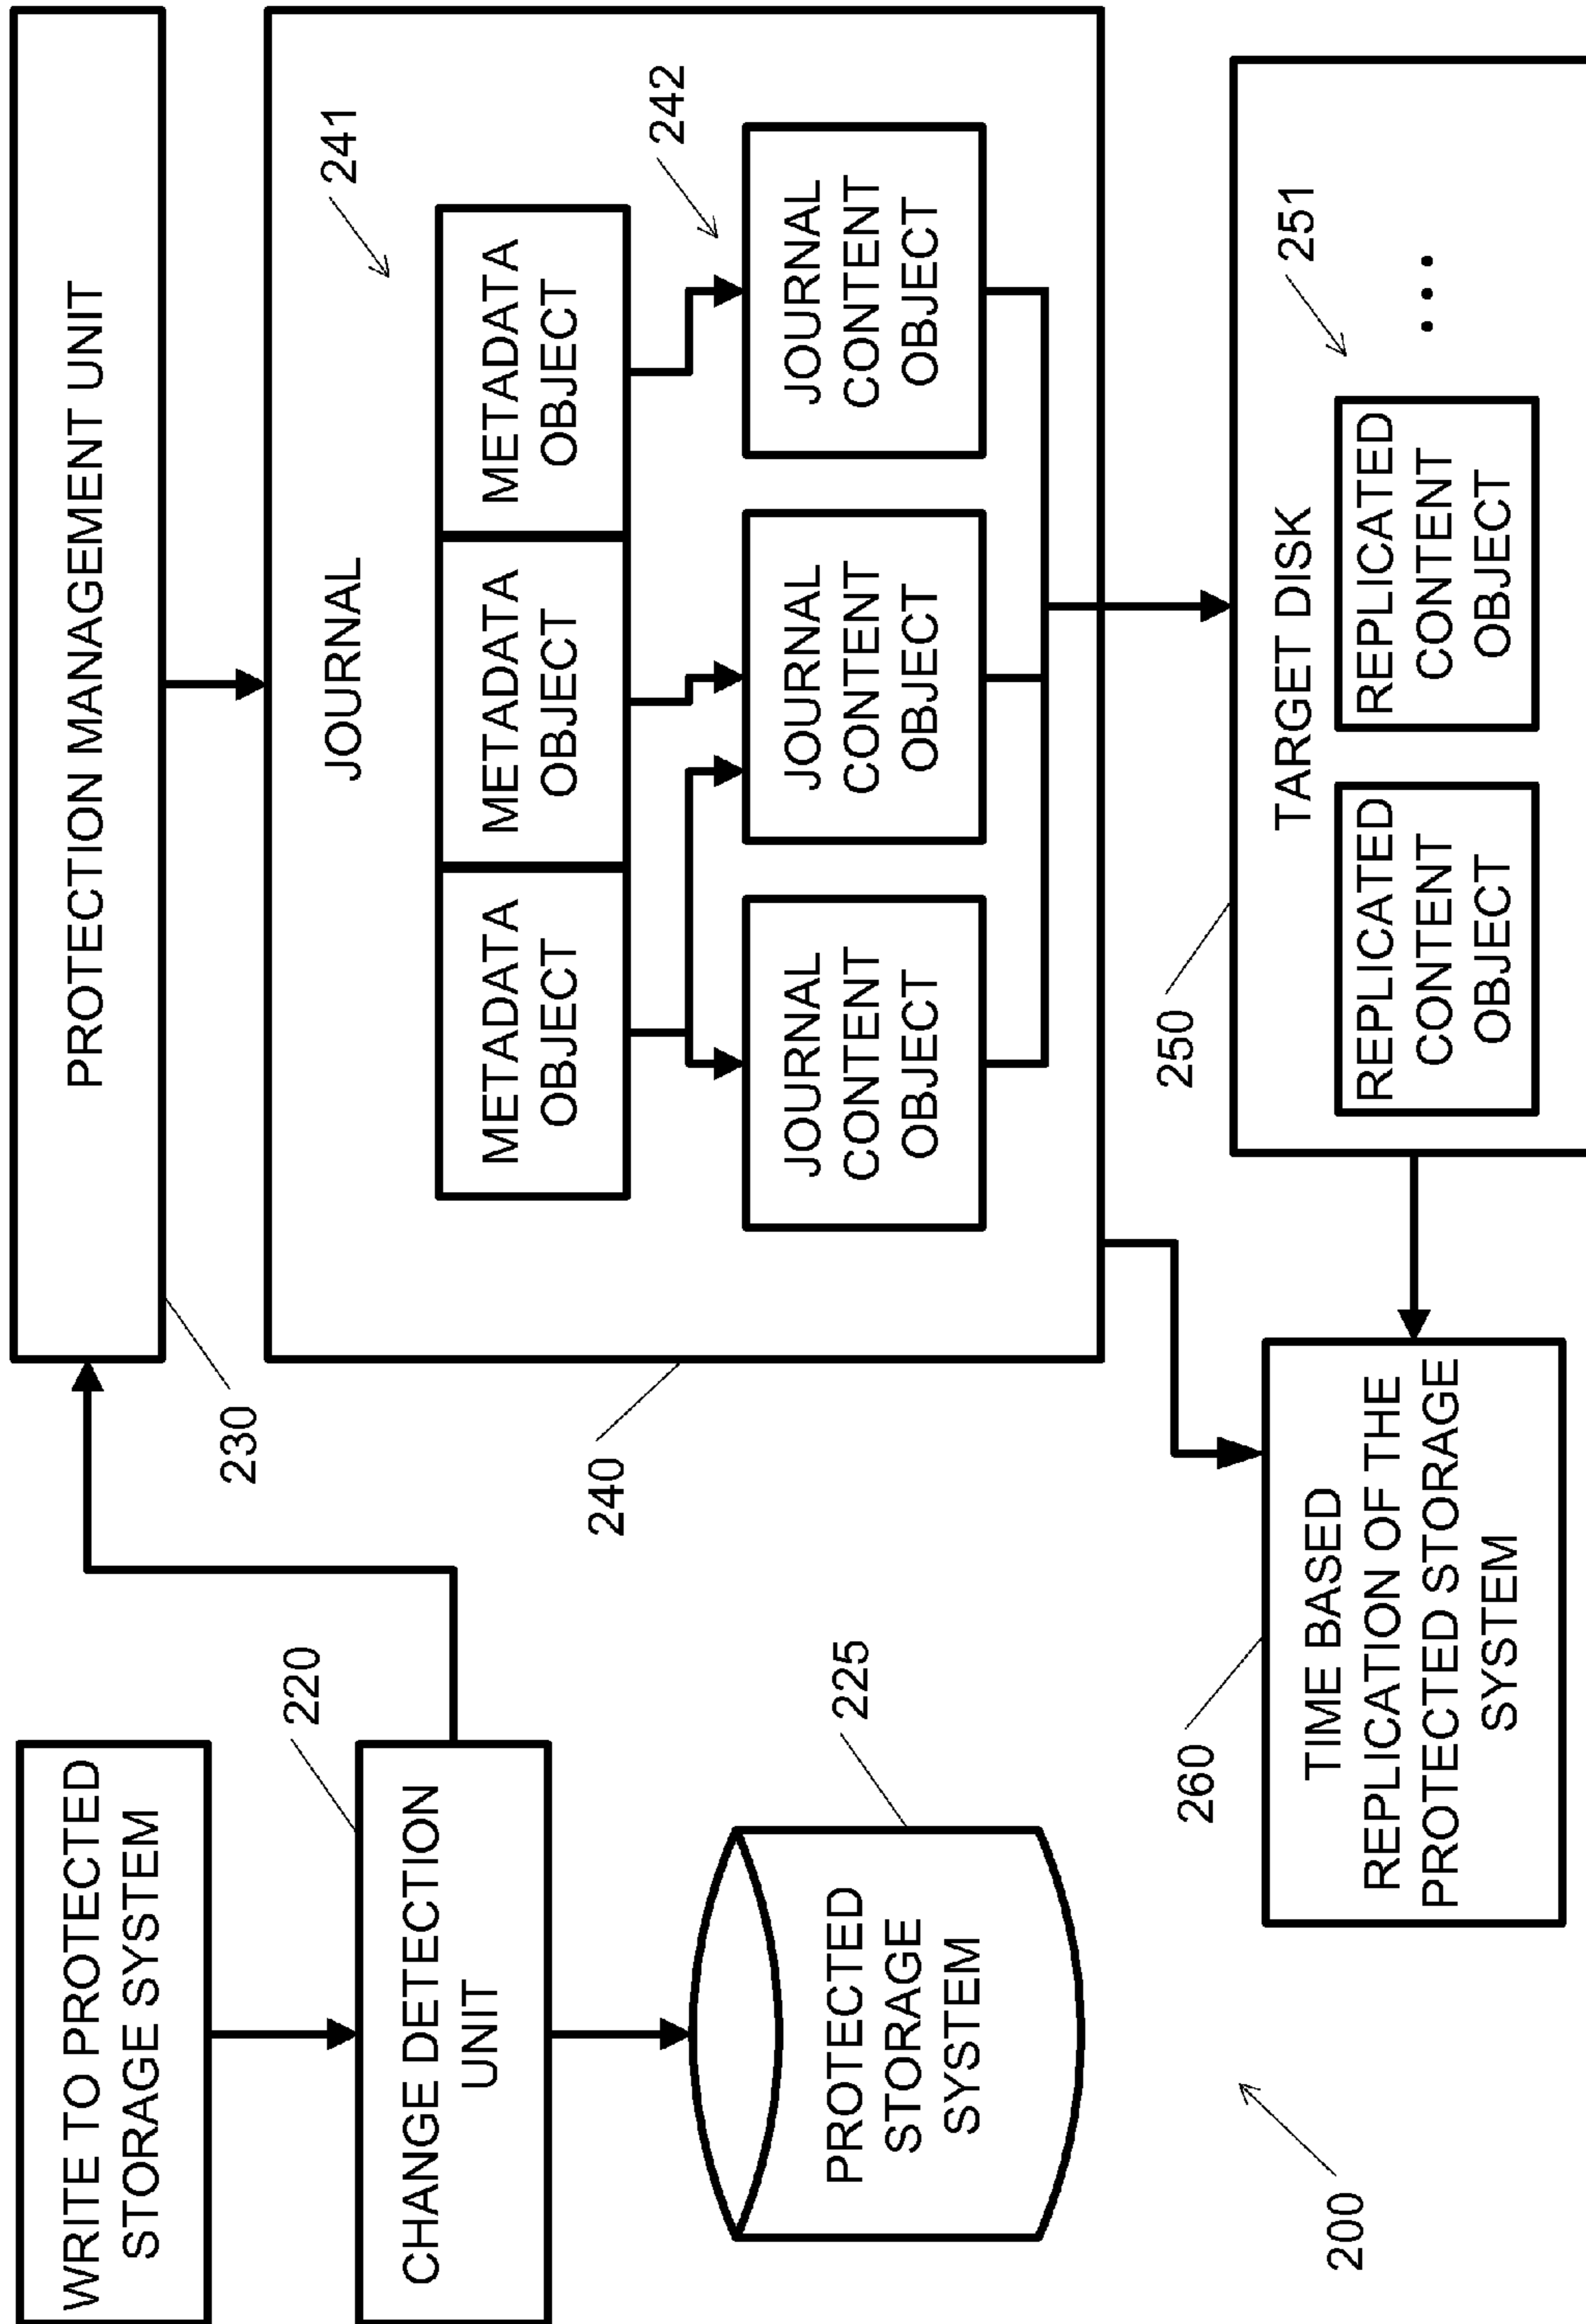 WRITE TO PROTECTED
STORAGE SYSTEM
220
CHANGE DETECTION
UNIT
225
PROTECTED
STORAGE
SYSTEM
200
PROTECTION MANAGEMENT UNIT
230
240
JOURNAL
241
METADATA
OBJECT
METADATA
OBJECT
METADATA
OBJECT
242
JOURNAL
CONTENT
OBJECT
JOURNAL
CONTENT
OBJECT
JOURNAL
CONTENT
OBJECT
250
TARGET DISK
251
REPLICATED
CONTENT
OBJECT
REPLICATED
CONTENT
OBJECT
...
260
TIME BASED
REPLICATION OF THE
PROTECTED STORAGE
SYSTEM